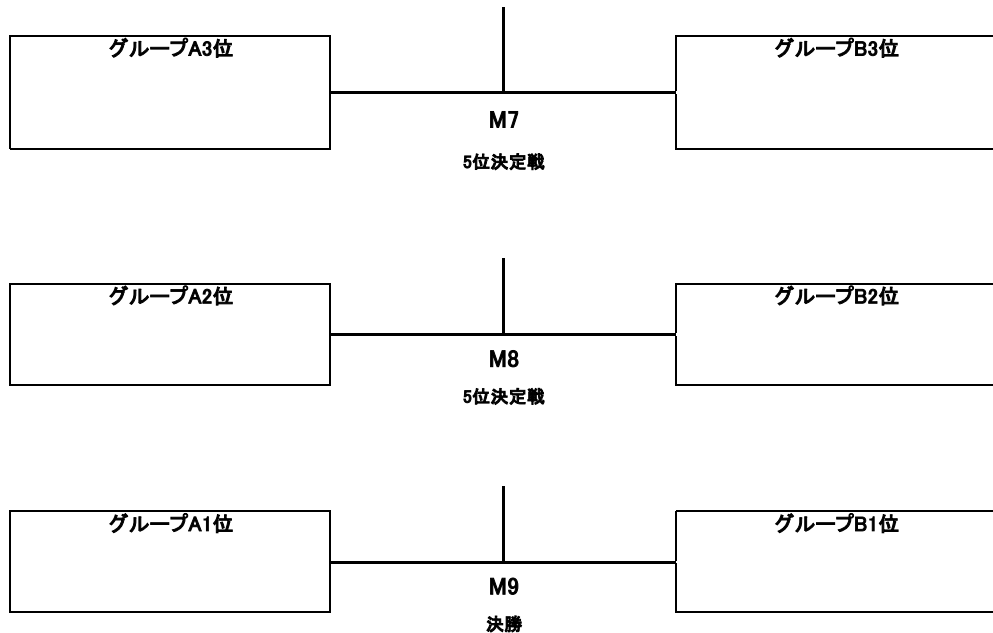 グループA3位
グループB3位
M7
5位決定戦
グループA2位
グループB2位
M8
5位決定戦
グループA1位
グループB1位
M9
決勝